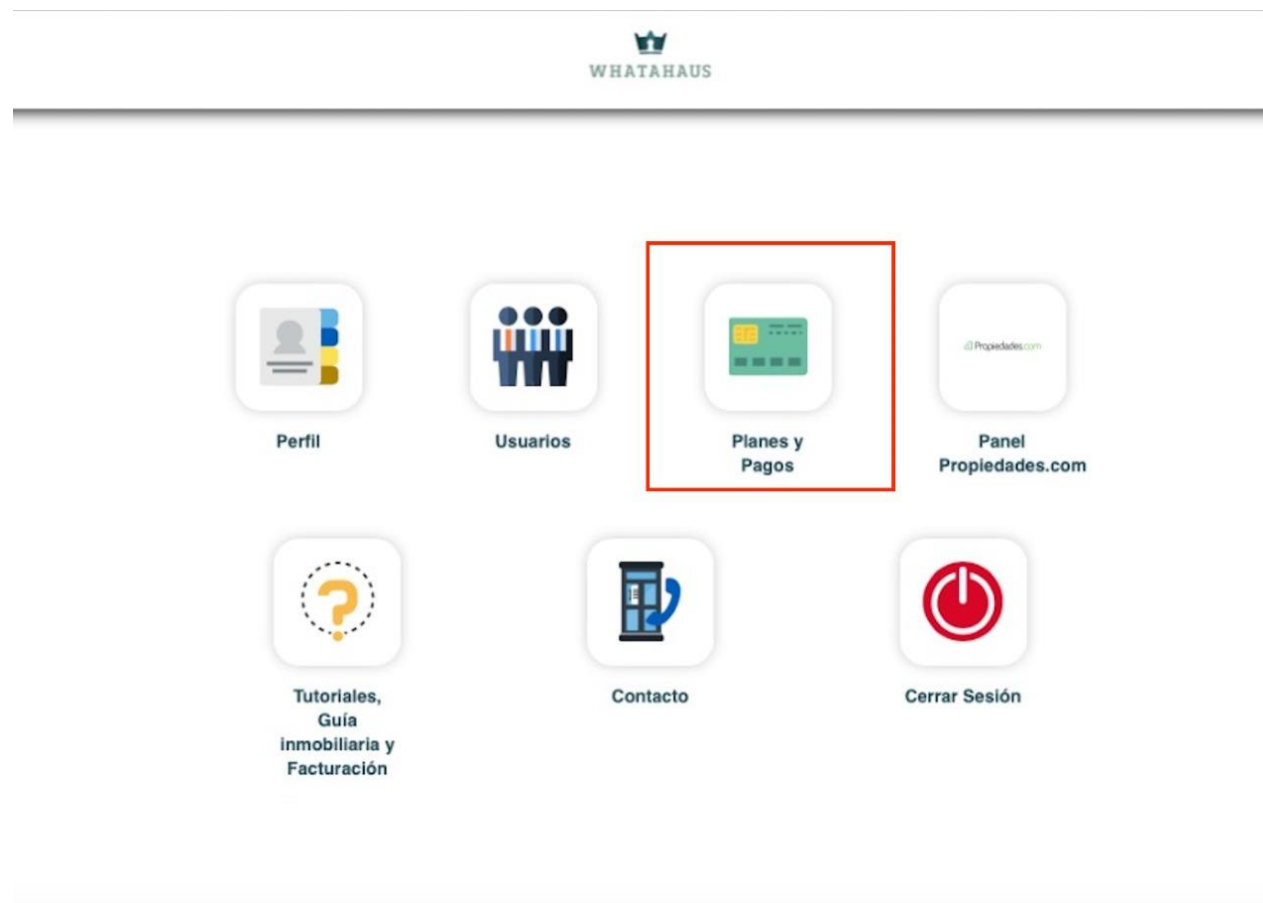 WHATAHAUS
Perfil
Usuarios
Planes y
Pagos
Propiedades.com
Panel
Propiedades.com
Tutoriales,
Guía
inmobiliaria y
Facturación
Contacto
Cerrar Sesión